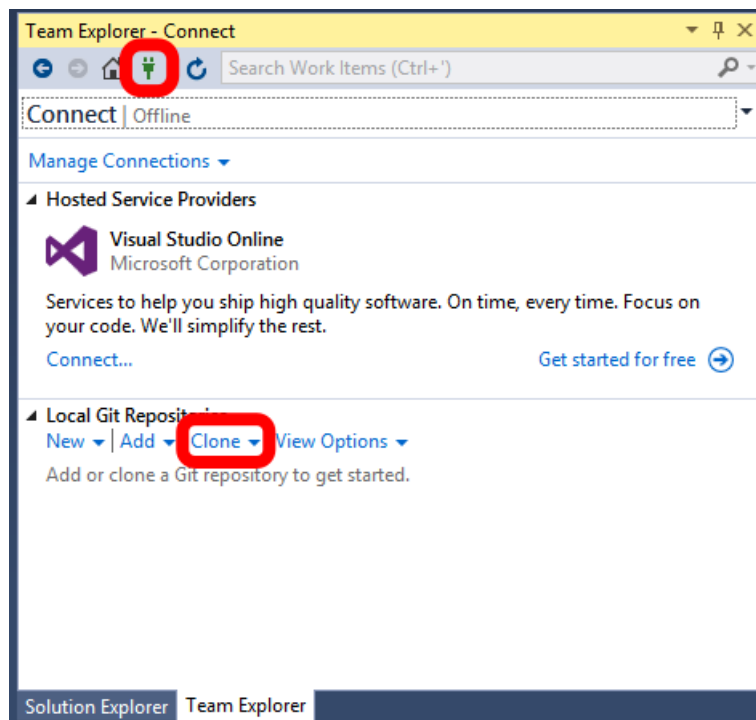 Team Explorer - Connect
Search Work Items (Ctrl+')
Connect | Offline
Manage Connections
Hosted Service Providers
Visual Studio Online
Microsoft Corporation
Services to help you ship high quality software. On time, every time. Focus on
your code. We'll simplify the rest.
Connect... Get started for free
Local Git Repositories
New | Add Clone View Options
Add or clone a Git repository to get started.
Solution Explorer Team Explorer